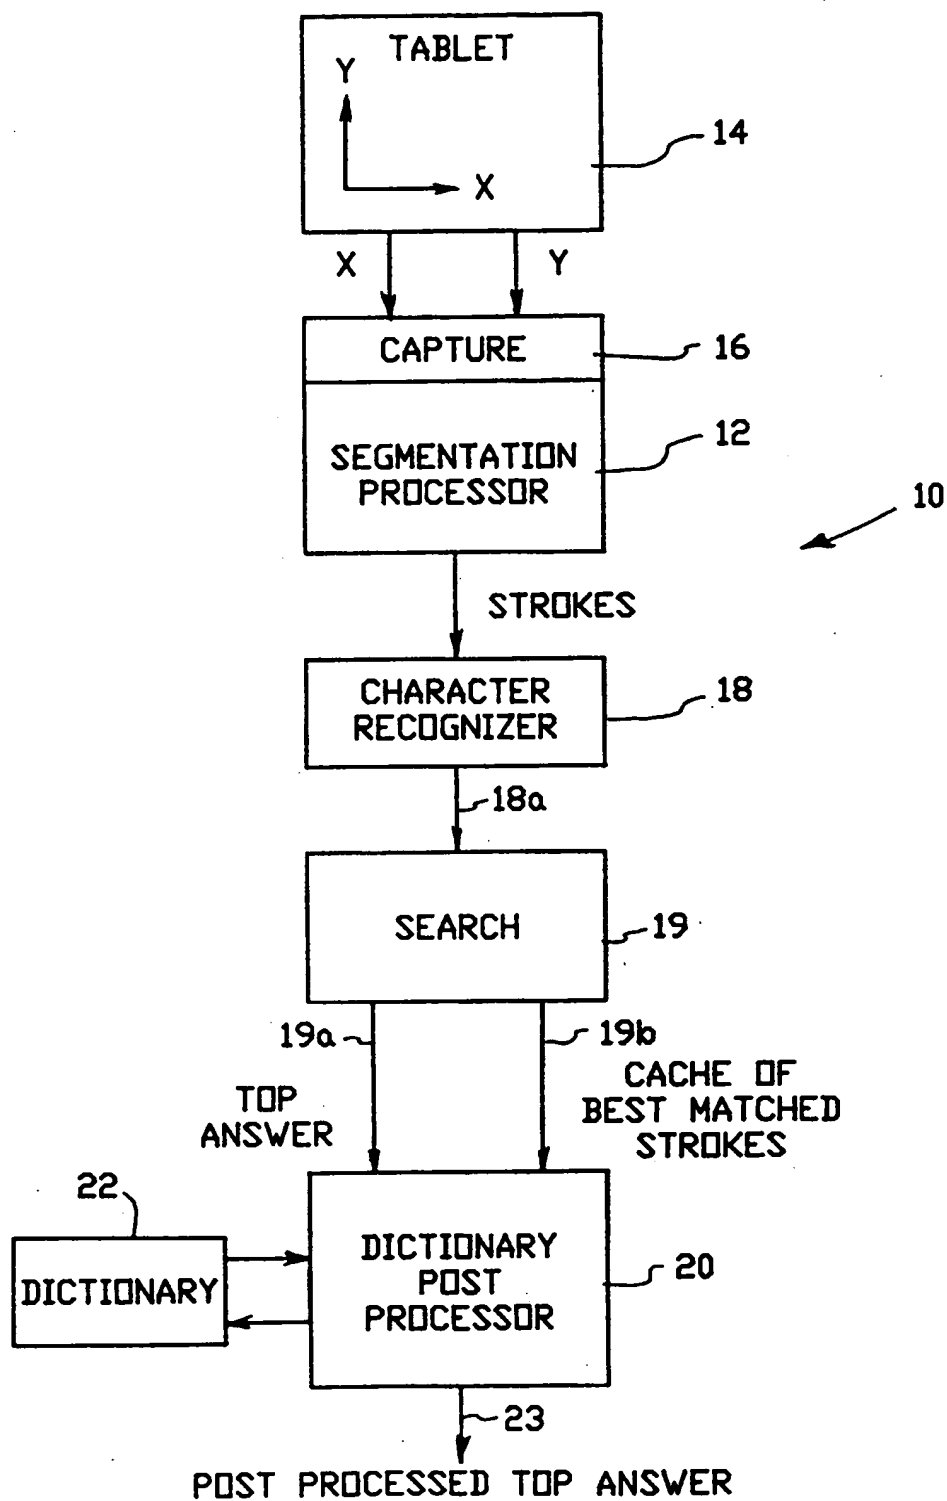 TABLET
Y
14
X
X
Y
CAPTURE
16
12
SEGMENTATION
PROCESSOR
10
STROKES
CHARACTER
RECOGNIZER
18
18a
SEARCH
19
19a
19b
TOP
ANSWER
CACHE OF
BEST MATCHED
STROKES
22
DICTIONARY
DICTIONARY
POST
PROCESSOR
20
23
POST PROCESSED TOP ANSWER